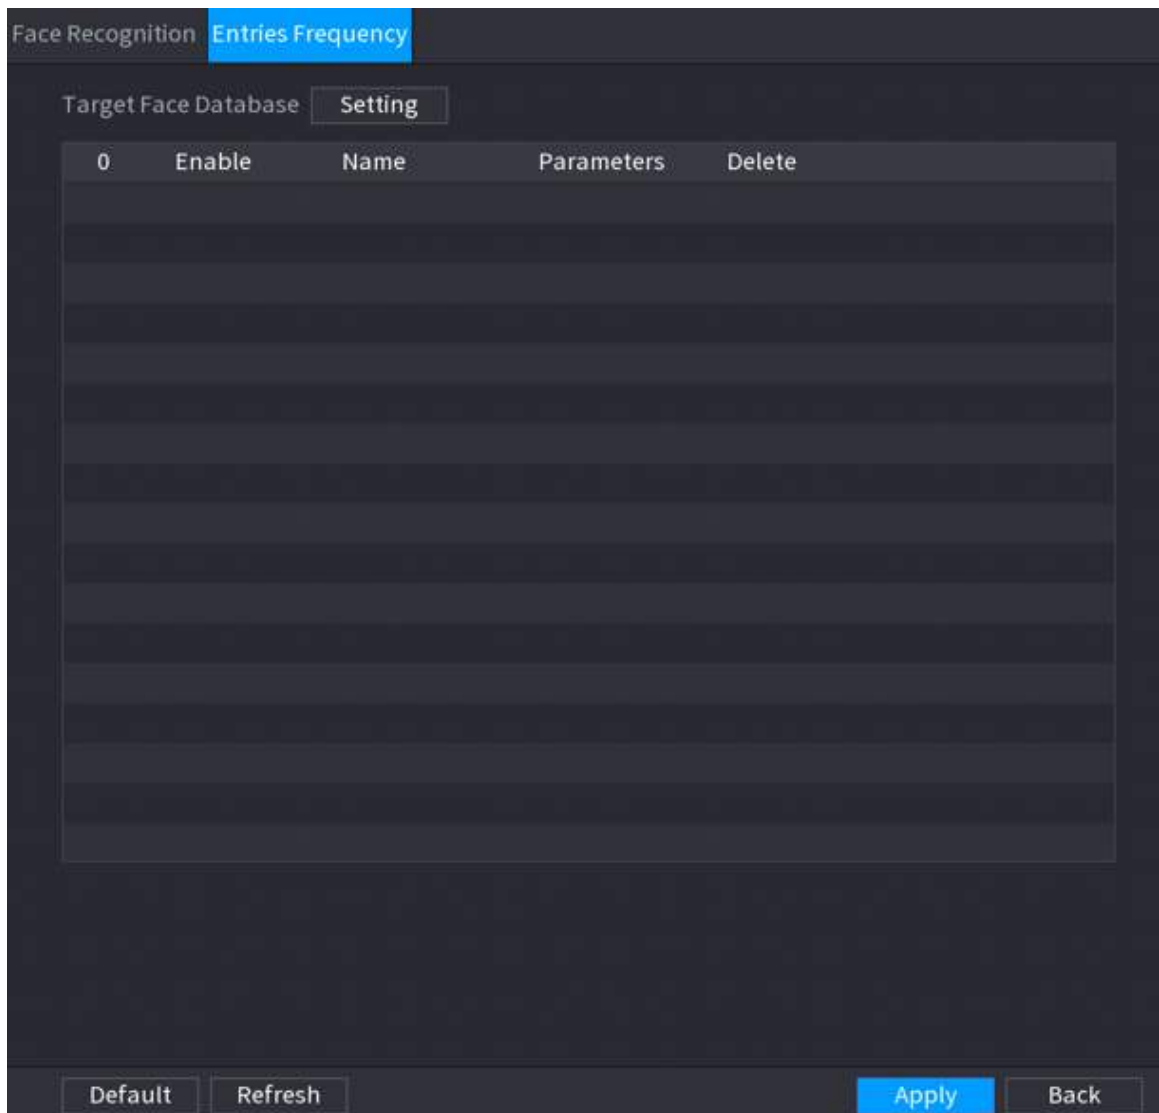 Face Recognition Entries Frequency
Target Face Database Setting
0 Enable Name Parameters Delete
Default Refresh Apply Back